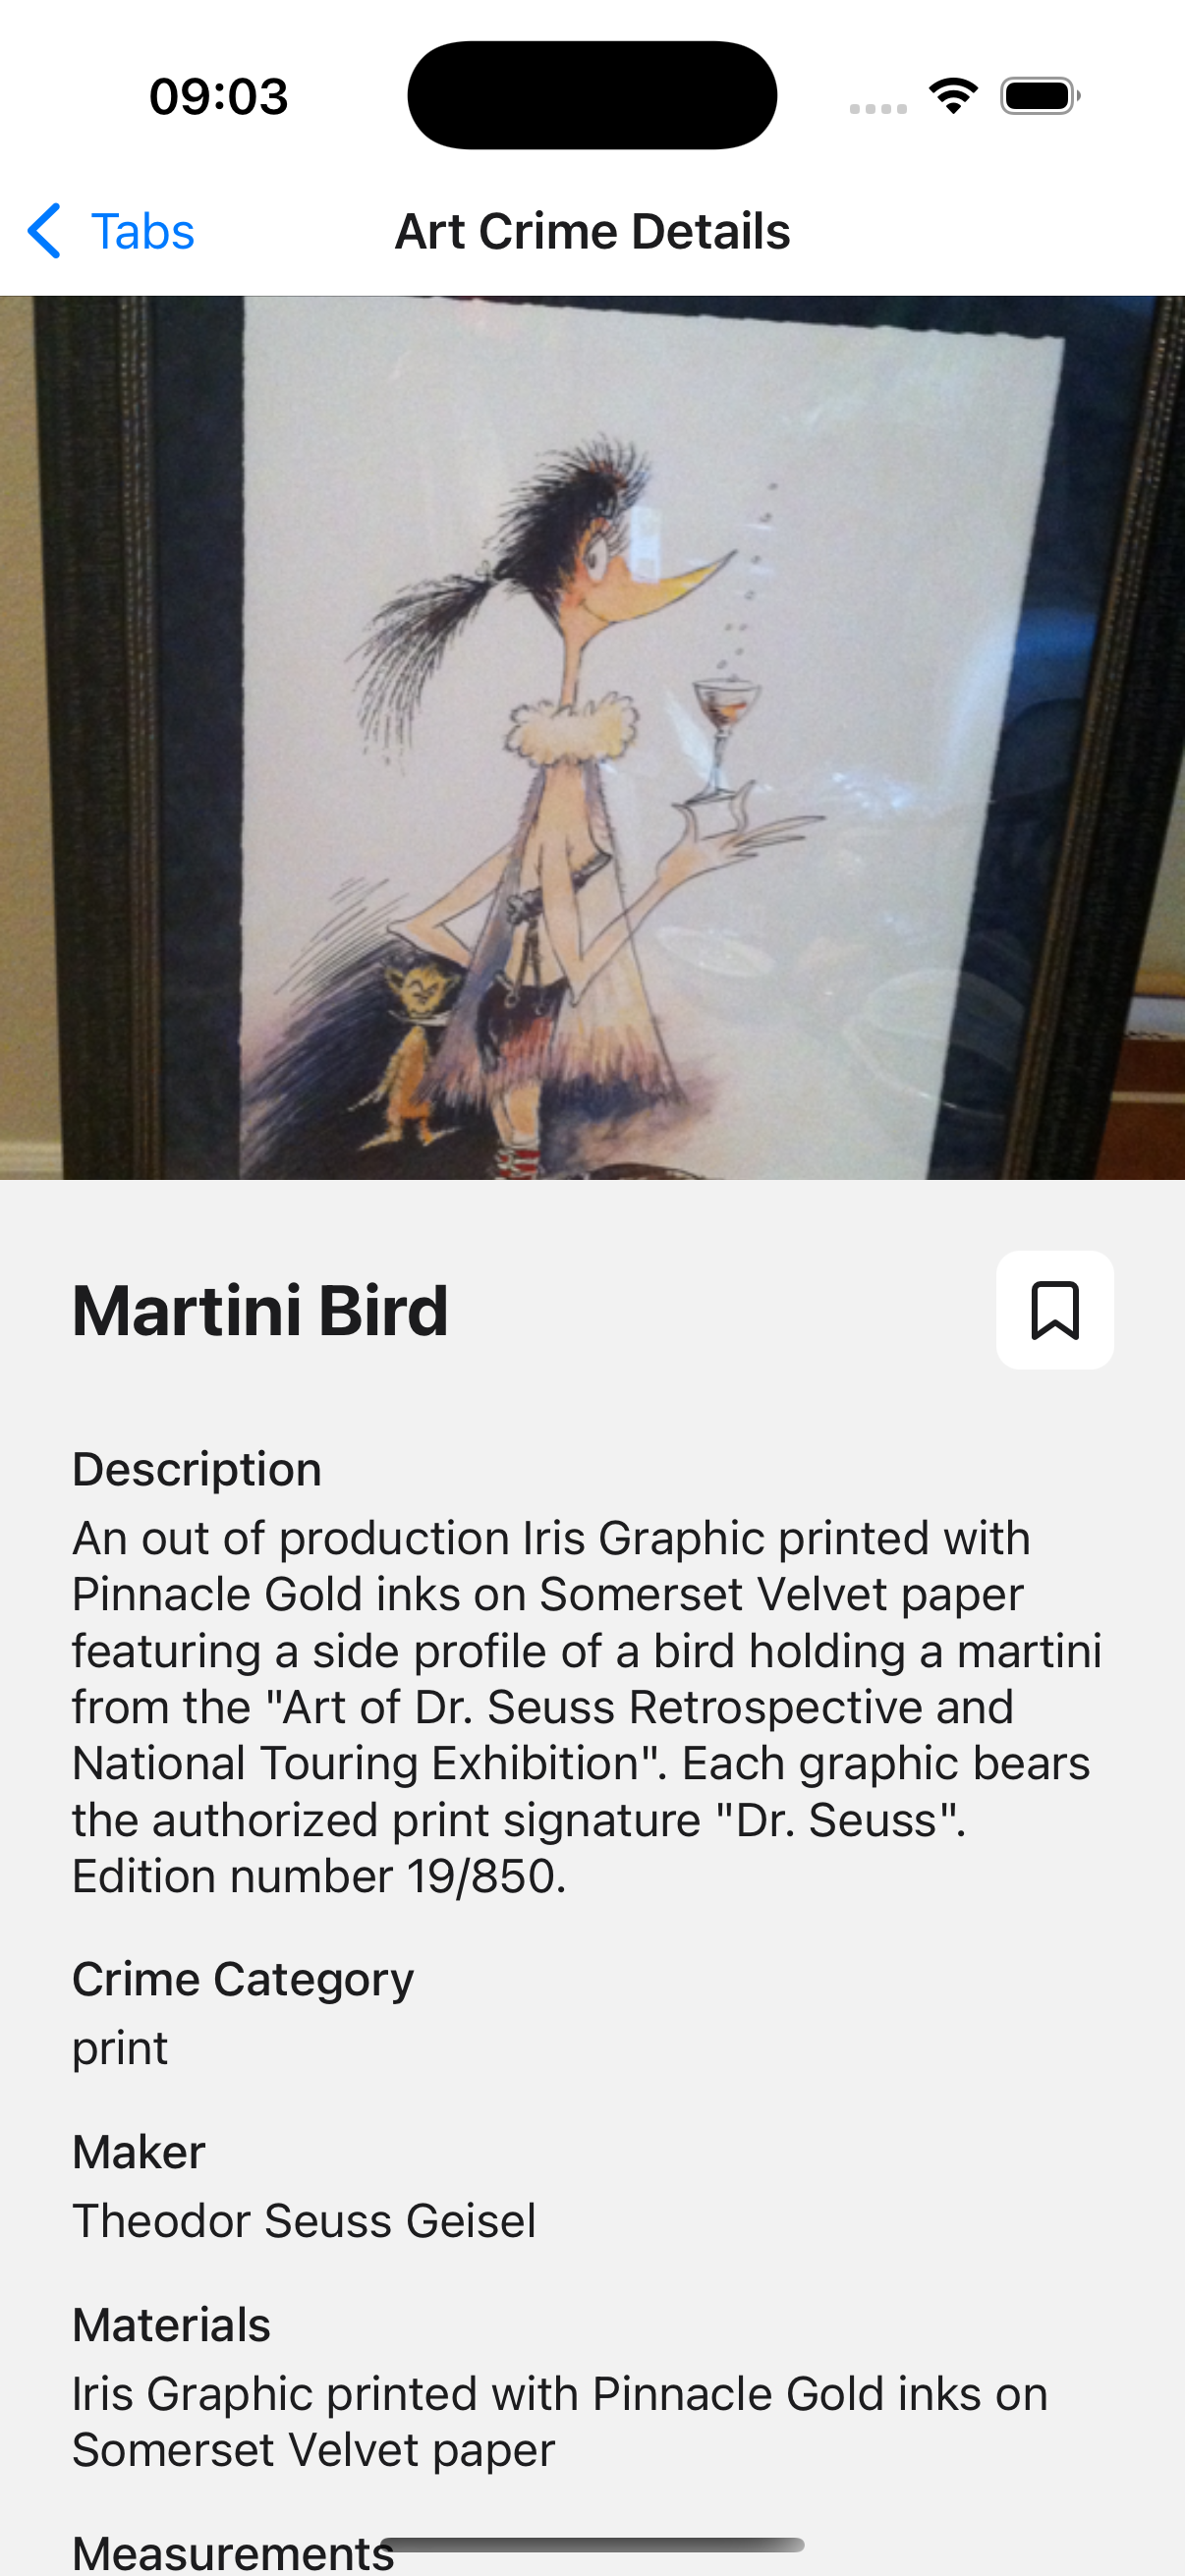 09:03
Tabs
Art Crime Details
Martini Bird
Description
An out of production Iris Graphic printed with
Pinnacle Gold inks on Somerset Velvet paper
featuring a side profile of a bird holding a martini
from the "Art of Dr. Seuss Retrospective and
National Touring Exhibition". Each graphic bears
the authorized print signature "Dr. Seuss".
Edition number 19/850.
Crime Category
print
Maker
Theodor Seuss Geisel
Materials
Iris Graphic printed with Pinnacle Gold inks on
Somerset Velvet paper
Measurements